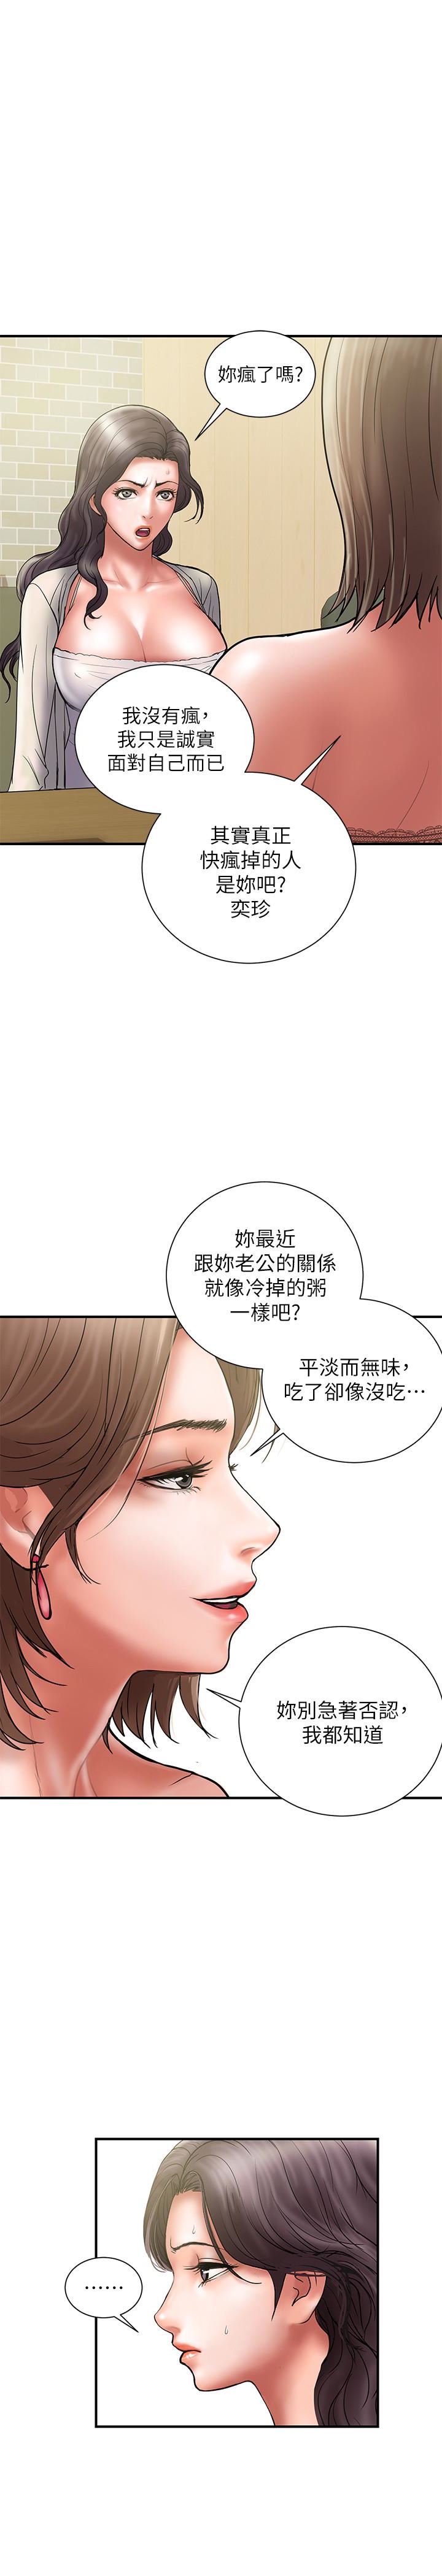 妳瘋了嗎?
我沒有瘋,
我只是誠實
面對自己而已
其實真正
快瘋掉的人
是妳吧?
奕珍
妳最近
跟妳老公的關係
就像冷掉的粥
一樣吧?
平淡而無味,
吃了卻像沒吃…
妳別急著否認,
我都知道
……